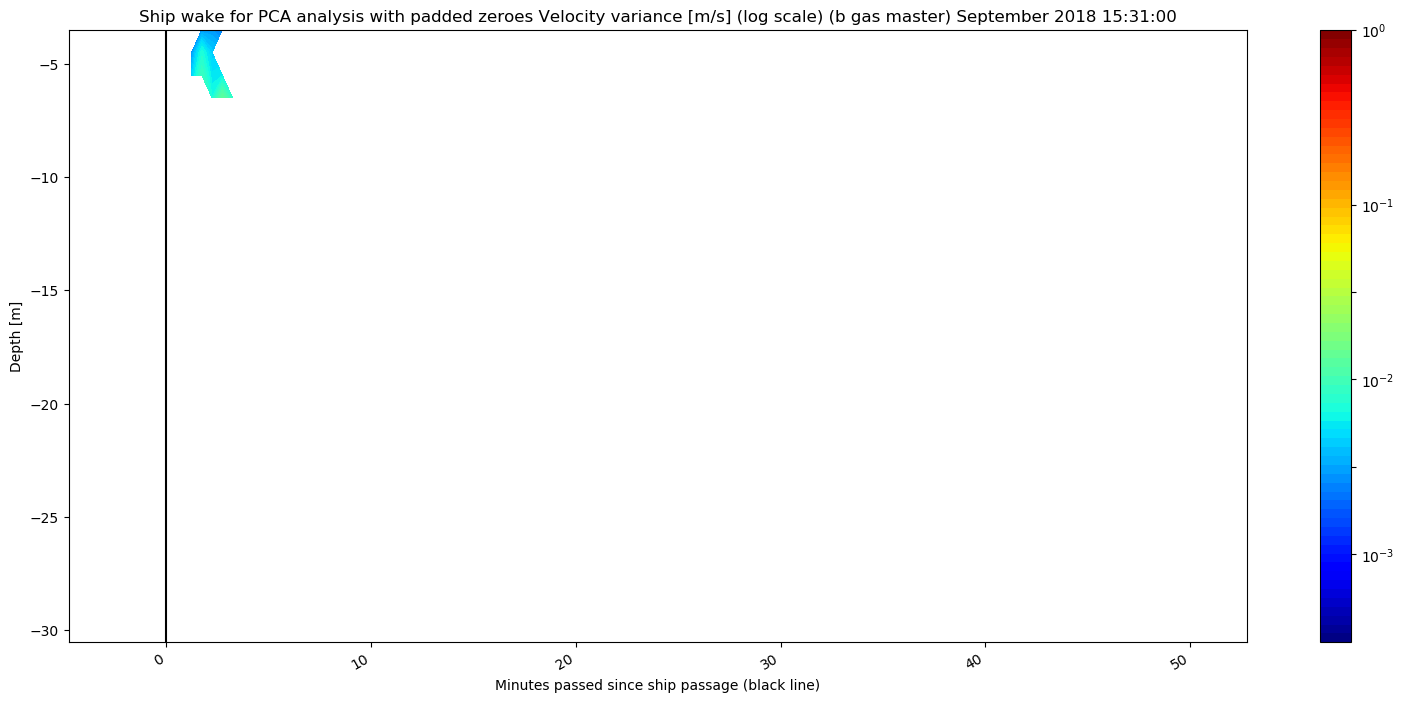 Ship wake for PCA analysis with padded zeroes Velocity variance [m/s] (log scale) (b gas master) September 2018 15:31:00
Depth [m]
−5
−10
−15
−20
−25
−30
0 10 20 30 40 50
Minutes passed since ship passage (black line)
10⁰
10⁻¹
10⁻²
10⁻³